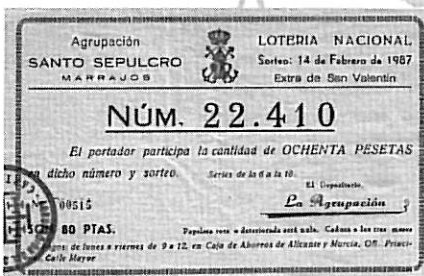 Agrupación
SANTO SEPULCRO
MARRAJOS
LOTERIA NACIONAL
Sorteo: 14 de Febrero de 1987
Extra de San Valentín
NÚM. 22.410
El portador participa la cantidad de OCHENTA PESETAS
en dicho número y sorteo. Series de la 6 a la 10.
El Depositario,
00515
La Agrupación
SON 80 PTAS. Papeleta rota o deteriorada será nula. Caduca a los tres meses
Pagos: de lunes a viernes de 9 a 12, en Caja de Ahorros de Alicante y Murcia, Ofi. Princi-
Calle Mayor